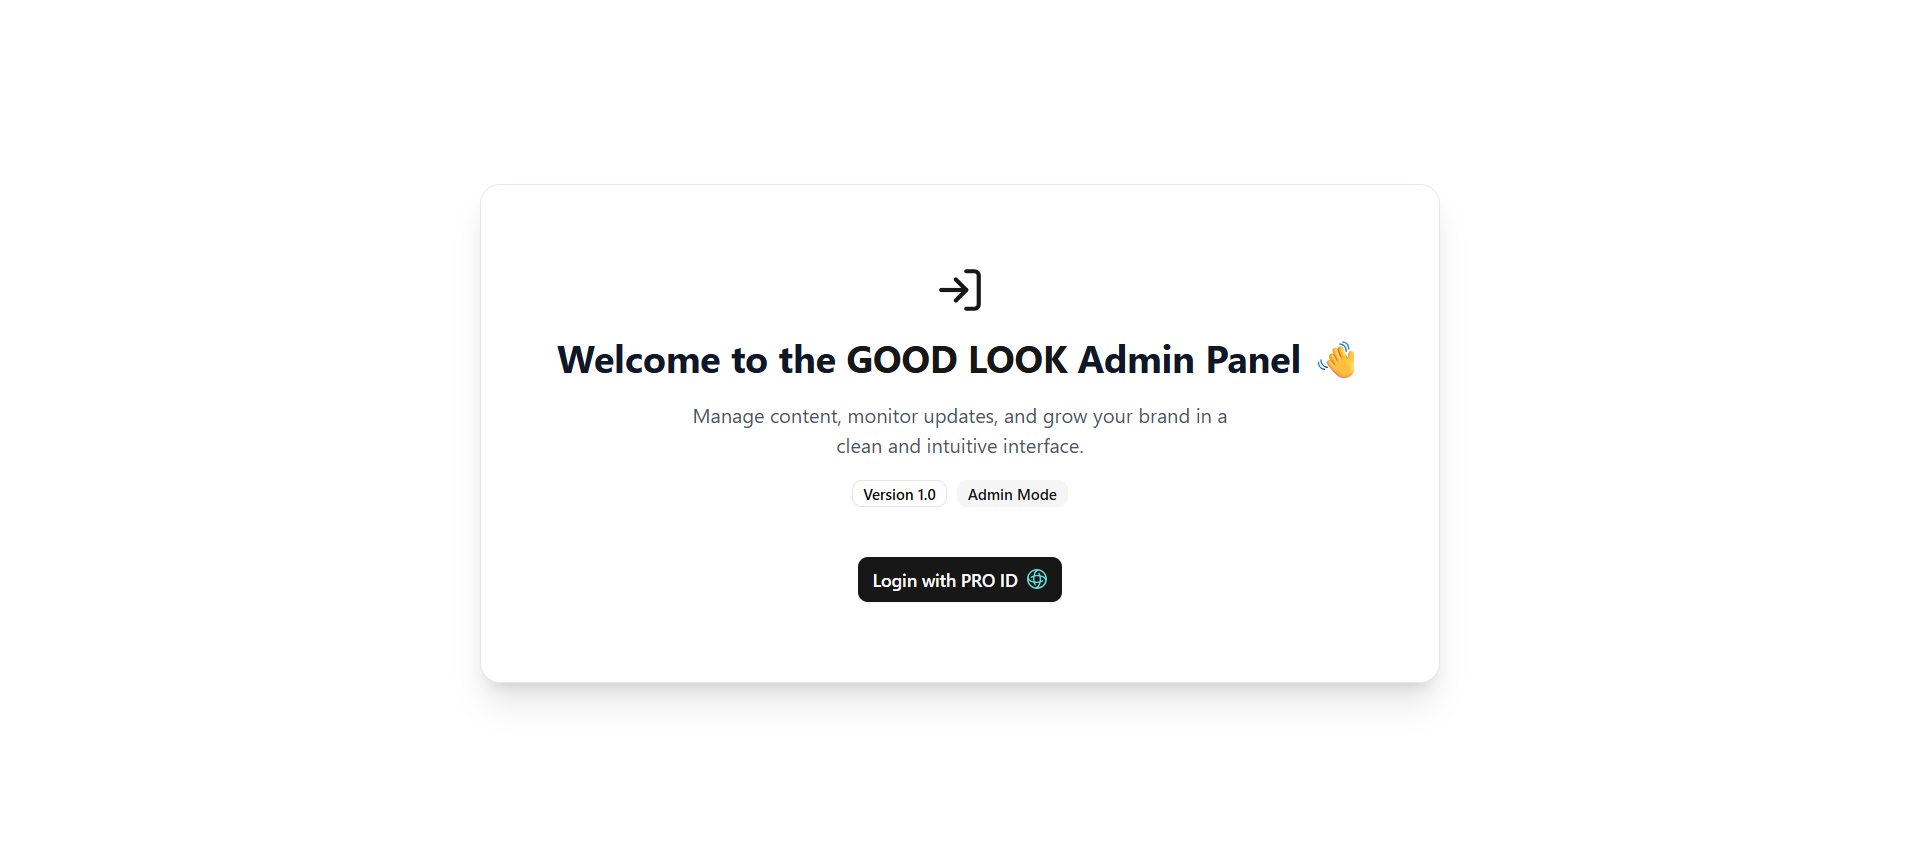 Welcome to the GOOD LOOK Admin Panel 👋
Manage content, monitor updates, and grow your brand in a
clean and intuitive interface.
Version 1.0 Admin Mode
Login with PRO ID